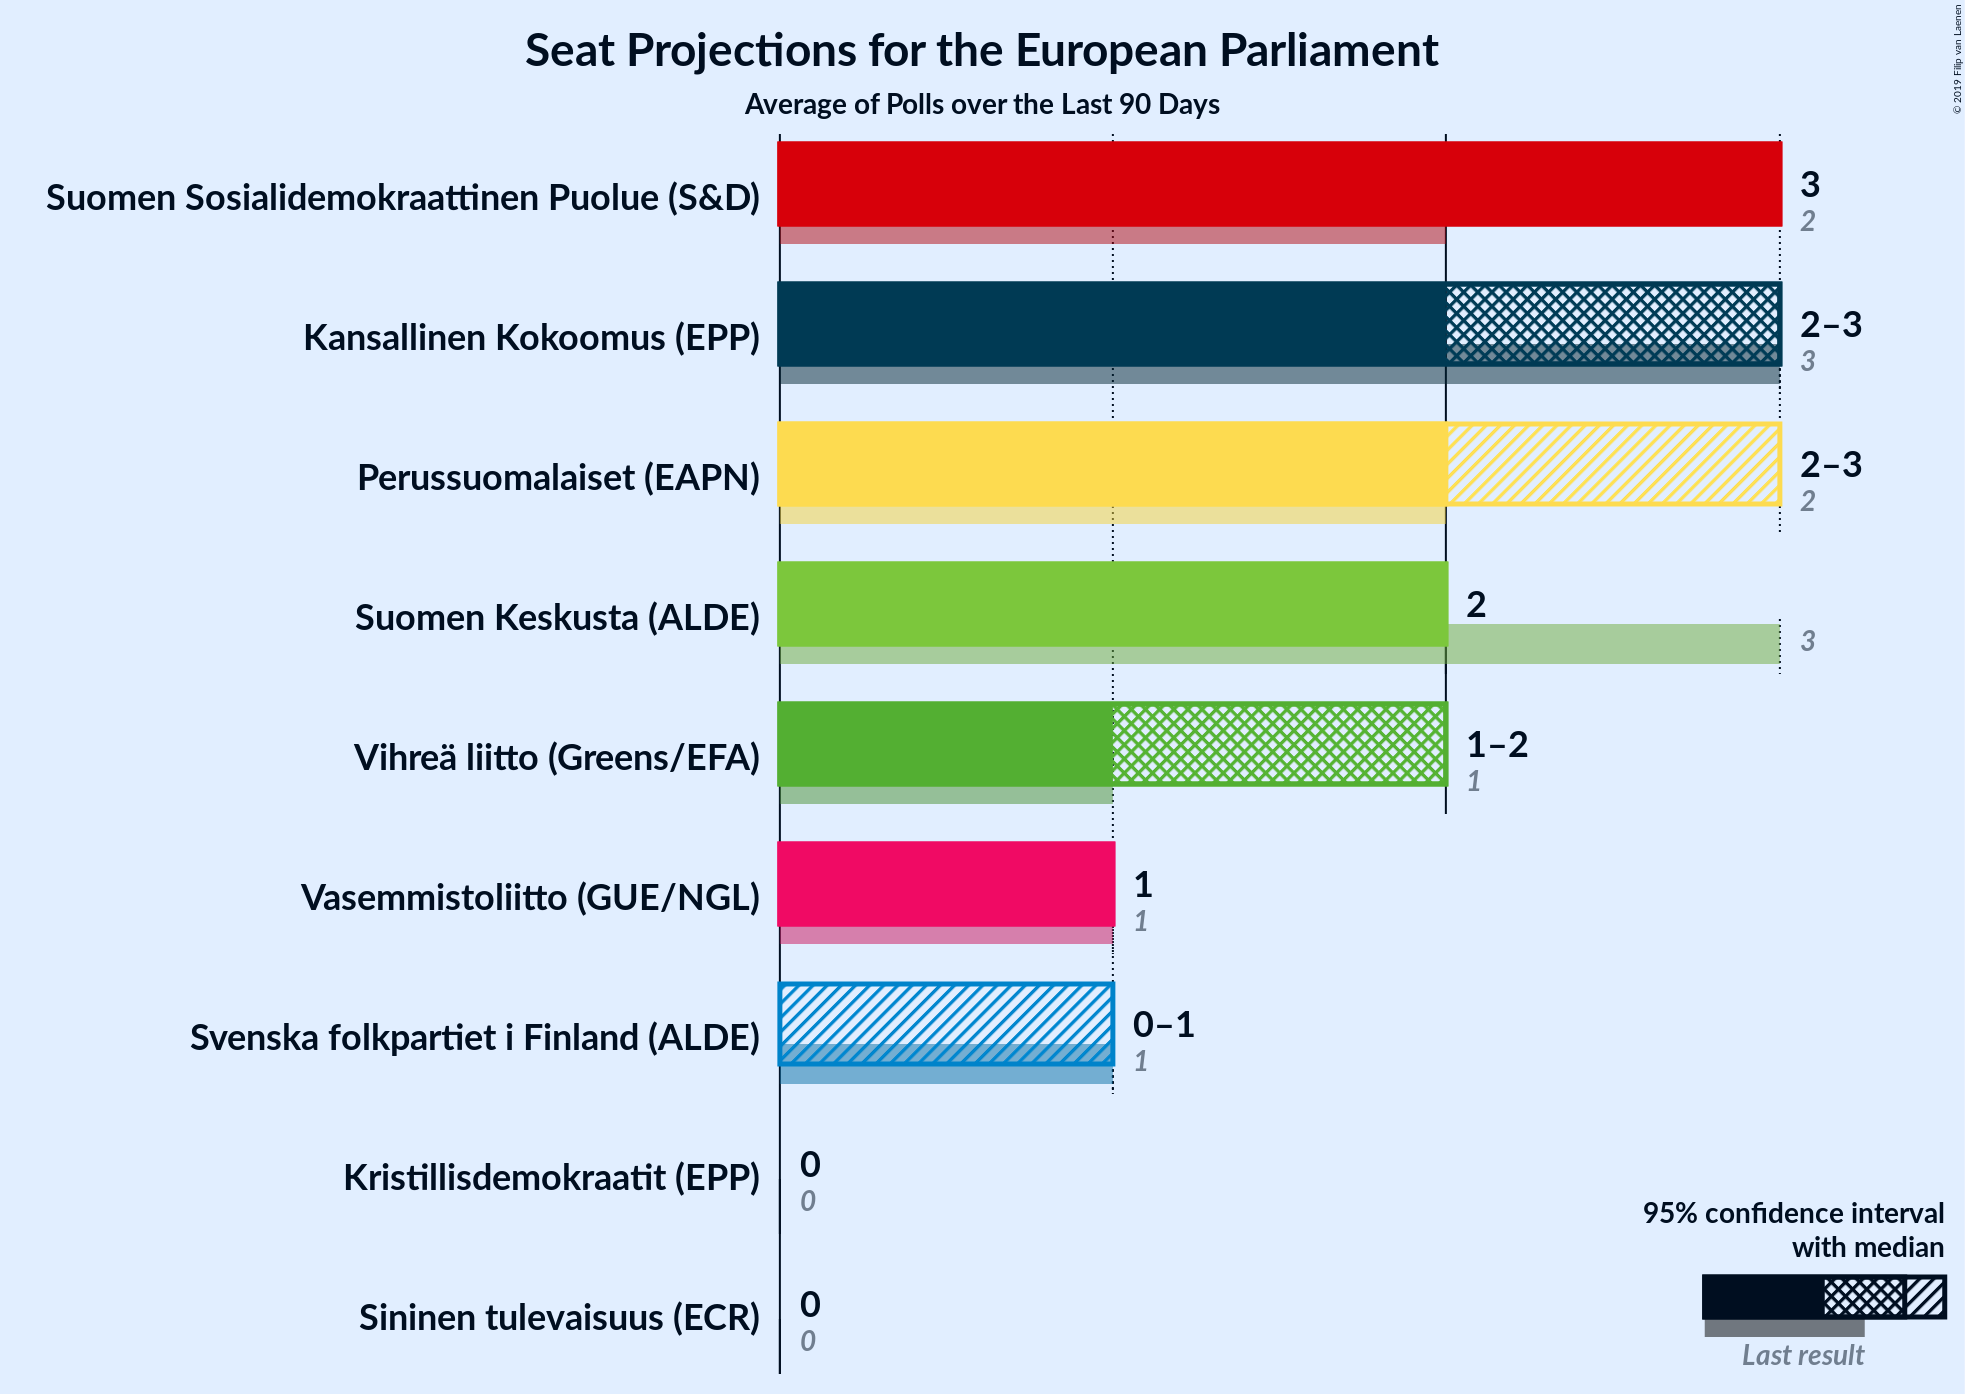 Seat Projections for the European Parliament
Average of Polls over the Last 90 Days
© 2019 Filip van Laenen
Suomen Sosialidemokraattinen Puolue (S&D)
3
2
Kansallinen Kokoomus (EPP)
2–3
3
Perussuomalaiset (EAPN)
2–3
2
Suomen Keskusta (ALDE)
2
3
Vihreä liitto (Greens/EFA)
1–2
1
Vasemmistoliitto (GUE/NGL)
1
1
Svenska folkpartiet i Finland (ALDE)
0–1
1
Kristillisdemokraatit (EPP)
0
0
Sininen tulevaisuus (ECR)
0
0
95% confidence interval
with median
Last result